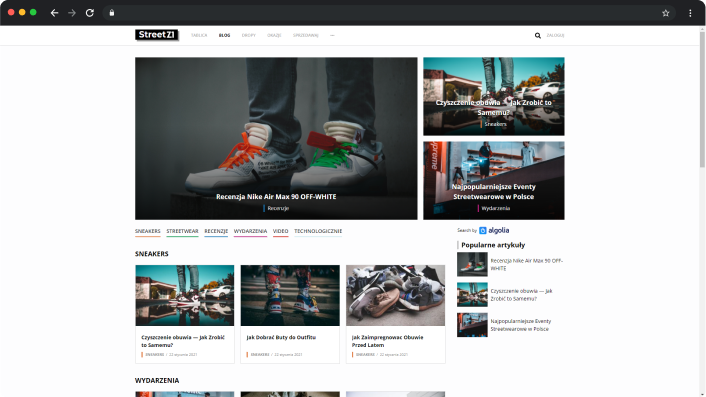 StreetZ1
TABLICA
BLOG
DROPY
OKAZJE
SPRZEDAWAJ
ZALOGUJ
Recenzja Nike Air Max 90 OFF-WHITE
Recenzje
Czyszczenie obuwia — Jak Zrobić to
Samemu?
Sneakers
Najpopularniejsze Eventy
Streetwearowe w Polsce
Wydarzenia
SNEAKERS
STREETWEAR
RECENZJE
WYDARZENIA
VIDEO
TECHNOLOGICZNIE
Search by algolia
Popularne artykuły
Recenzja Nike Air Max 90 OFF-
WHITE
Czyszczenie obuwia — Jak
Zrobić to Samemu?
Najpopularniejsze Eventy
Streetwearowe w Polsce
SNEAKERS
Czyszczenie obuwia — Jak Zrobić
to Samemu?
SNEAKERS / 22 stycznia 2021
Jak Dobrać Buty do Outfitu
SNEAKERS / 22 stycznia 2021
Jak Zaimpregnowac Obuwie
Przed Latem
SNEAKERS / 22 stycznia 2021
WYDARZENIA